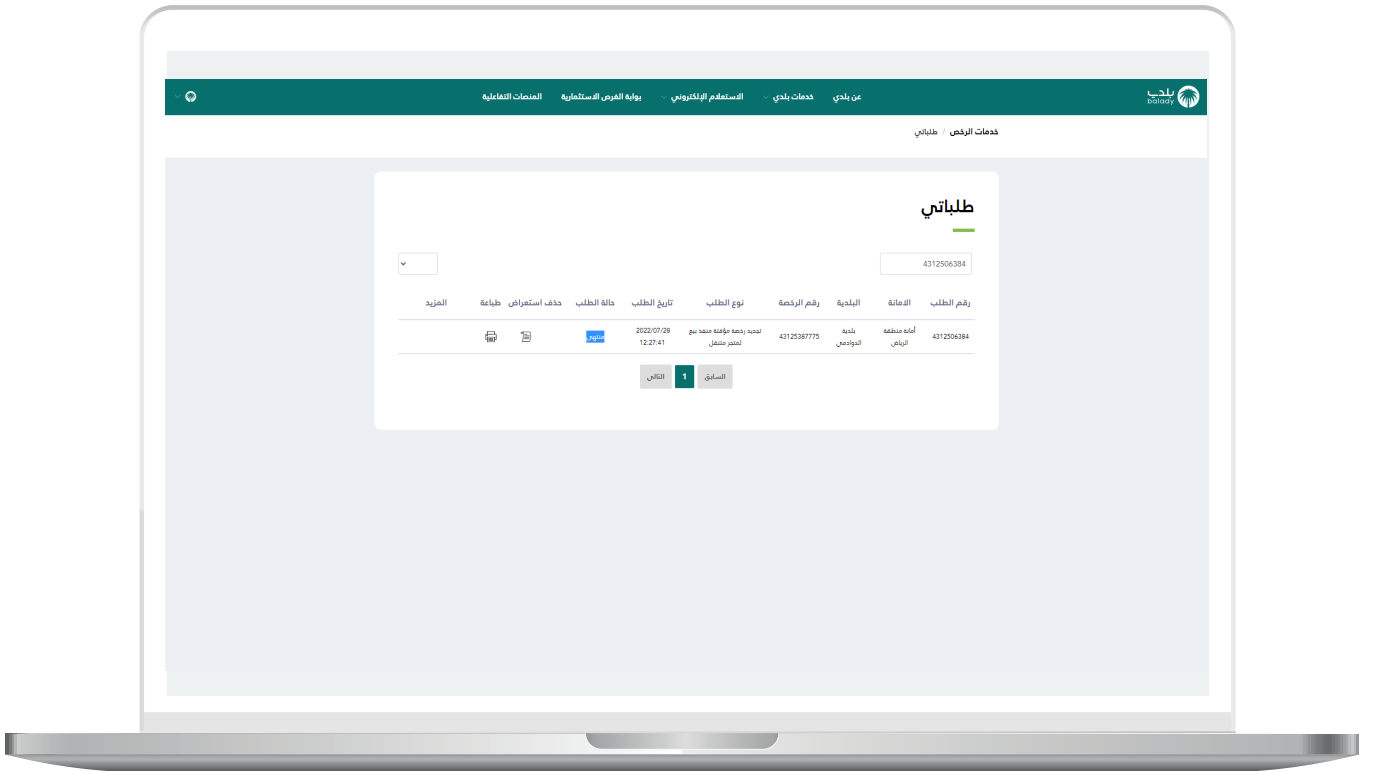 بلدي
balady
عن بلدي
خدمات بلدي
الاستعلام الإلكتروني
بوابة الفرص الاستثمارية
المنصات التفاعلية
خدمات الرخص / طلباتي
طلباتي
4312506384
رقم الطلب الامانة البلدية رقم الرخصة نوع الطلب تاريخ الطلب حالة الطلب حذف استعراض طباعة المزيد
4312506384
أمانة منطقة
الرياض
بلدية
الدوادمي
43125387775
تجديد رخصة مؤقتة منفذ بيع
لمتجر متنقل
2022/07/28
12:27:41
منتهي
السابق 1 التالي